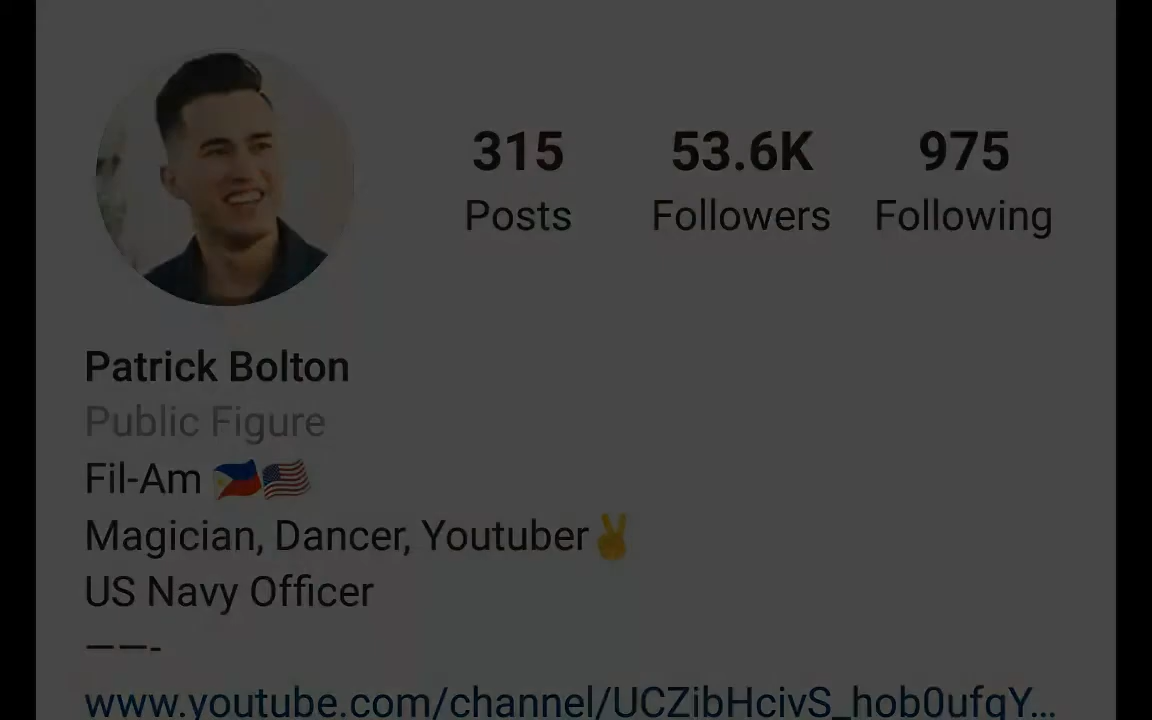 315 53.6K 975
Posts Followers Following
Patrick Bolton
Public Figure
Fil-Am 🇵🇭🇺🇸
Magician, Dancer, Youtuber✌
US Navy Officer
——-
www.youtube.com/channel/UCZibHcivS_hob0ufqY...